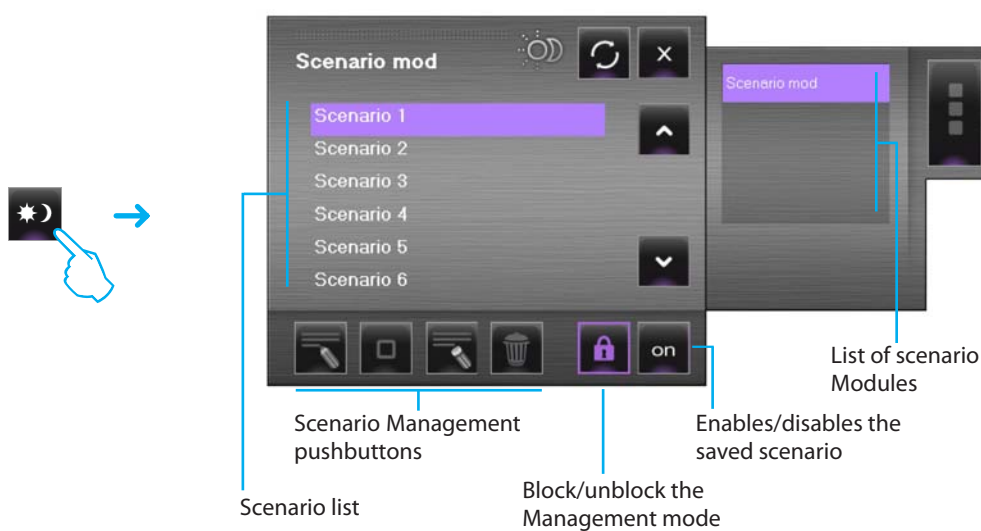 Scenario mod
x
Scenario mod
Scenario 1
Scenario 2
Scenario 3
Scenario 4
Scenario 5
Scenario 6
on
List of scenario
Modules
Scenario Management
pushbuttons
Enables/disables the
saved scenario
Scenario list
Block/unblock the
Management mode